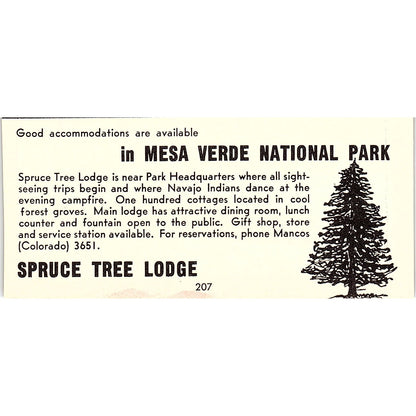 Good accommodations are available
in MESA VERDE NATIONAL PARK
Spruce Tree Lodge is near Park Headquarters where all sight-
seeing trips begin and where Navajo Indians dance at the
evening campfire. One hundred cottages located in cool
forest groves. Main lodge has attractive dining room, lunch
counter and fountain open to the public. Gift shop, store
and service station available. For reservations, phone Mancos
(Colorado) 3651.
SPRUCE TREE LODGE
207